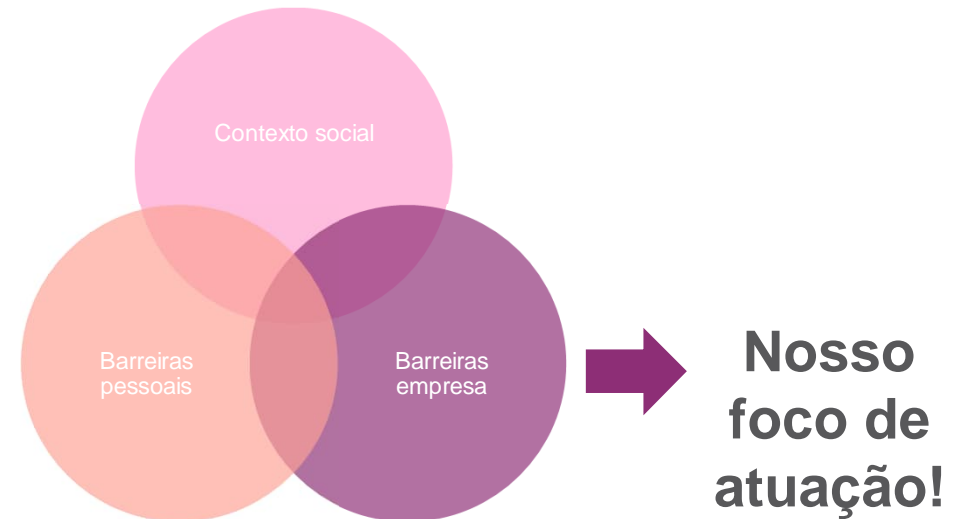 Contexto social
Barreiras
pessoais
Barreiras
empresa
Nosso
foco de
atuação!